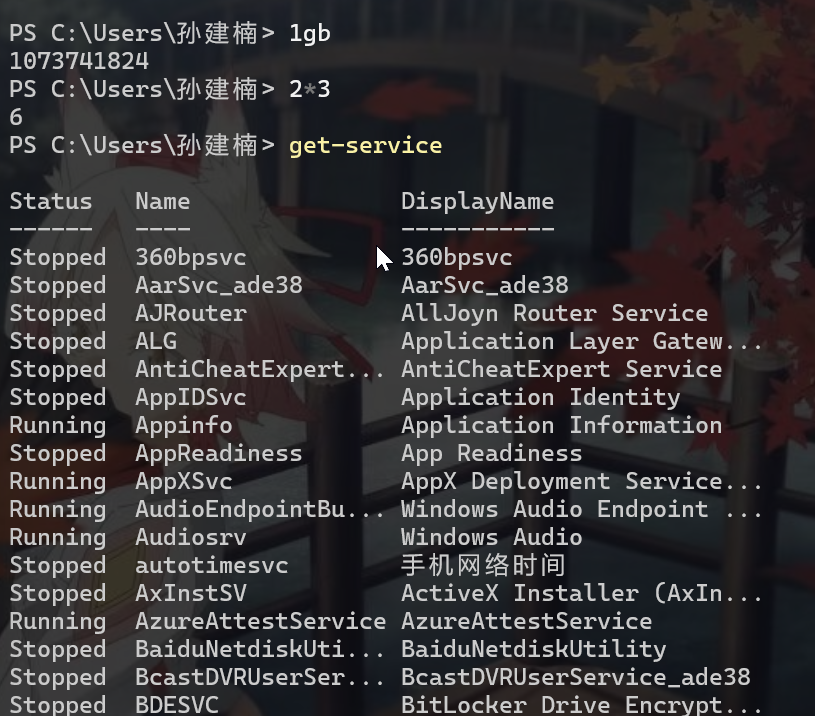 PS C:\Users\孙建楠> 1gb
1073741824
PS C:\Users\孙建楠> 2*3
6
PS C:\Users\孙建楠> get-service
Status   Name               DisplayName
------   ----               -----------
Stopped  360bpsvc           360bpsvc
Stopped  AarSvc_ade38       AarSvc_ade38
Stopped  AJRouter           AllJoyn Router Service
Stopped  ALG                Application Layer Gatew...
Stopped  AntiCheatExpert... AntiCheatExpert Service
Stopped  AppIDSvc           Application Identity
Running  Appinfo            Application Information
Stopped  AppReadiness       App Readiness
Running  AppXSvc            AppX Deployment Service...
Running  AudioEndpointBu... Windows Audio Endpoint ...
Running  Audiosrv           Windows Audio
Stopped  autotimesvc        手机网络时间
Stopped  AxInstSV           ActiveX Installer (AxIn...
Running  AzureAttestService AzureAttestService
Stopped  BaiduNetdiskUti... BaiduNetdiskUtility
Stopped  BcastDVRUserSer... BcastDVRUserService_ade38
Stopped  BDESVC             BitLocker Drive Encrypt...